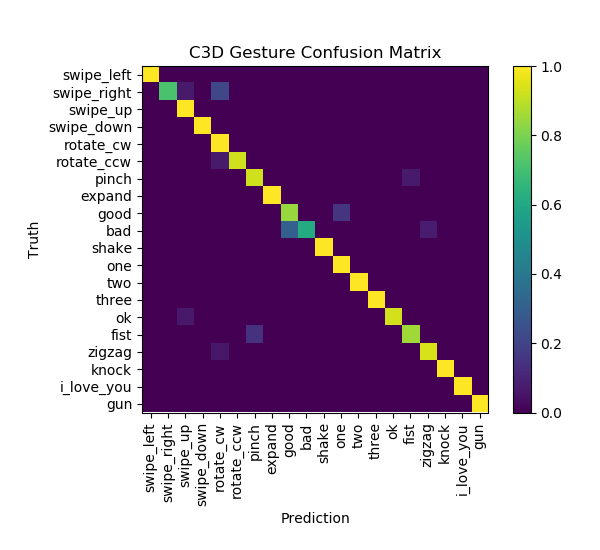 C3D Gesture Confusion Matrix
Truth
swipe_left
swipe_right
swipe_up
swipe_down
rotate_cw
rotate_ccw
pinch
expand
good
bad
shake
one
two
three
ok
fist
zigzag
knock
i_love_you
gun
swipe_left
swipe_right
swipe_up
swipe_down
rotate_cw
rotate_ccw
pinch
expand
good
bad
shake
one
two
three
ok
fist
zigzag
knock
i_love_you
gun
Prediction
1.0
0.8
0.6
0.4
0.2
0.0